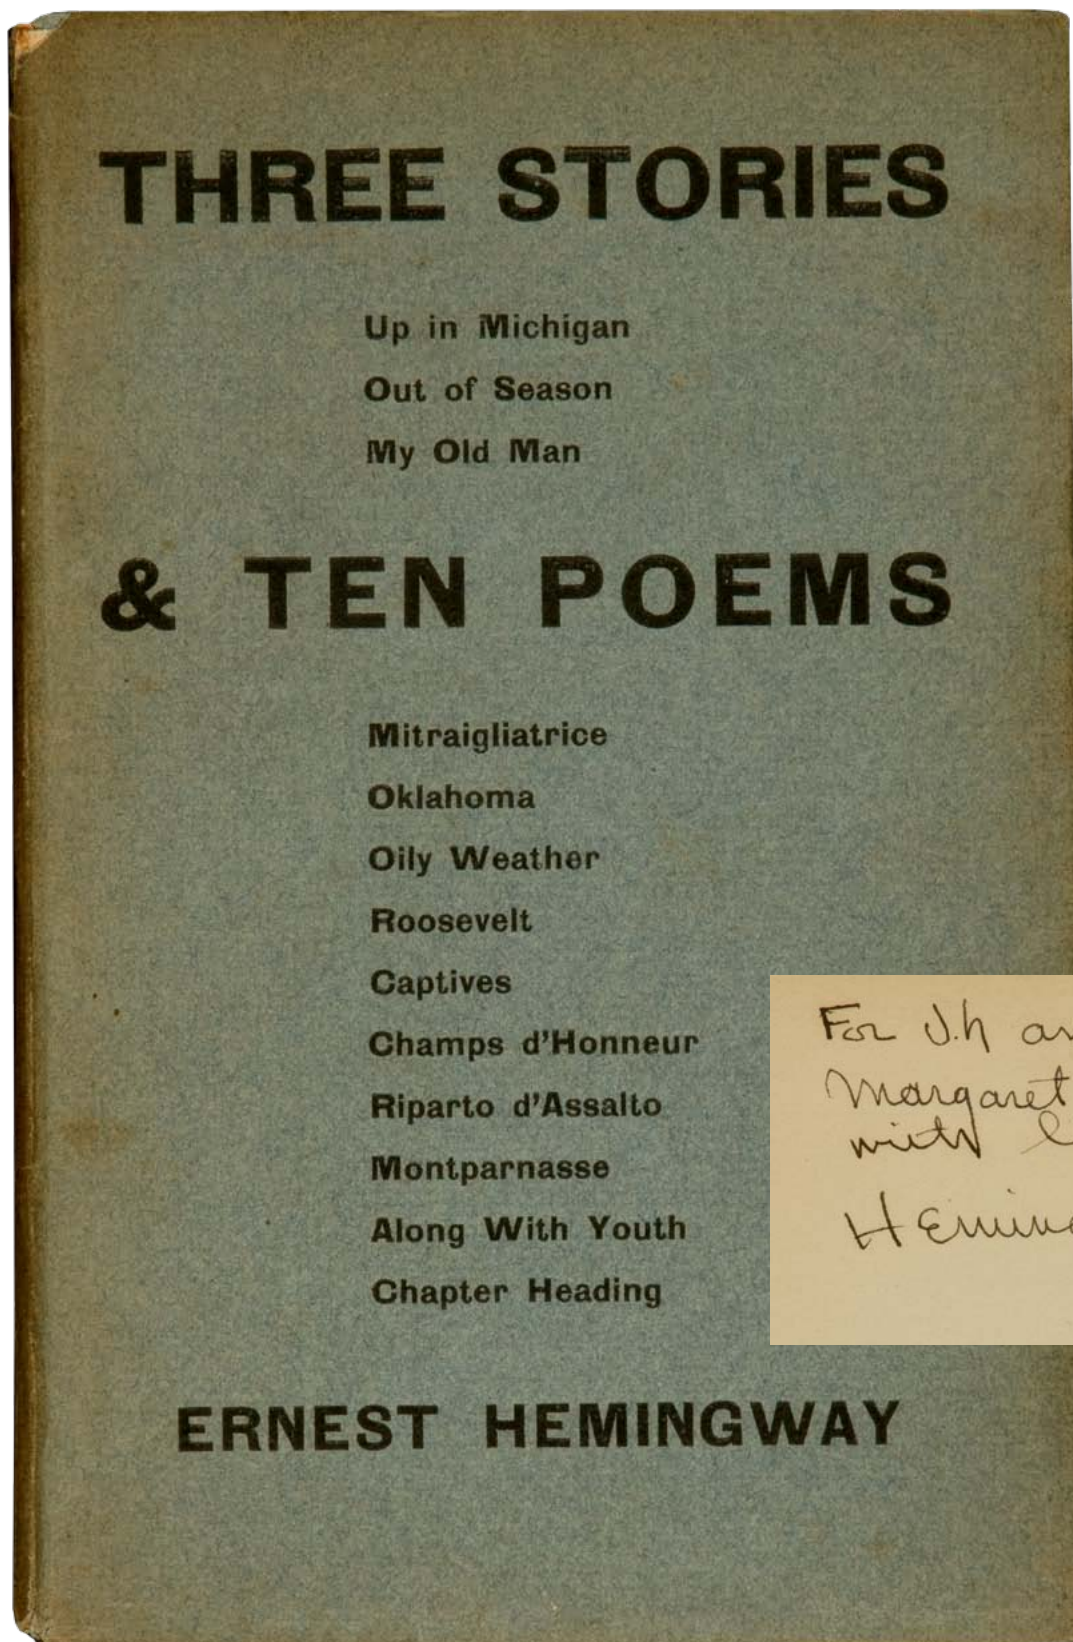 THREE STORIES
Up in Michigan
Out of Season
My Old Man
& TEN POEMS
Mitraigliatrice
Oklahoma
Oily Weather
Roosevelt
Captives
Champs d'Honneur
Riparto d'Assalto
Montparnasse
Along With Youth
Chapter Heading
ERNEST HEMINGWAY
For J.h
Margaret
with